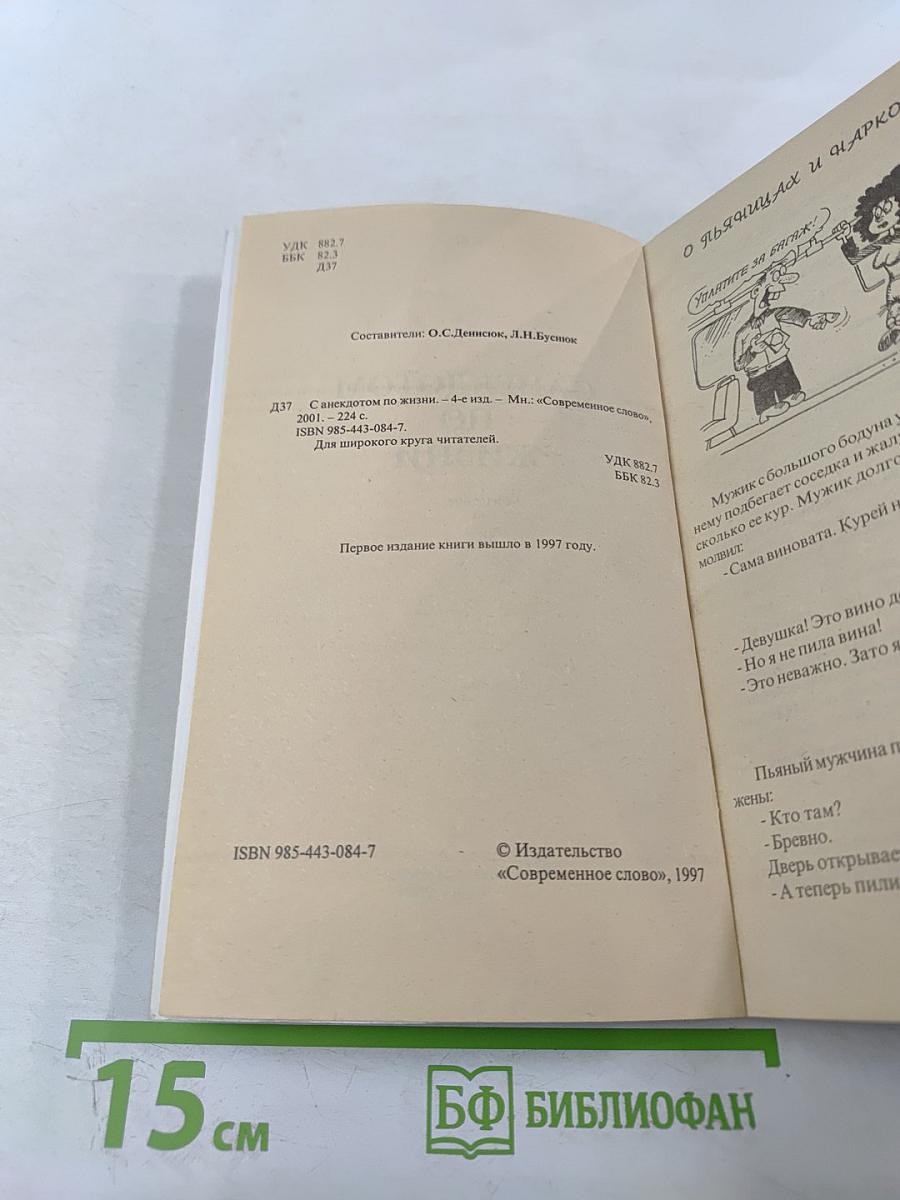 УДК 882.7
ББК 82.3
Д37
Составители: О.С.Денисюк, Л.Н.Буснюк
Д37 С анекдотом по жизни. – 4-е изд. – Мн.: «Современное слово»,
2001. – 224 с.
ISBN 985-443-084-7.
Для широкого круга читателей.
УДК 882.7
ББК 82.3
Первое издание книги вышло в 1997 году.
ISBN 985-443-084-7
© Издательство
«Современное слово», 1997
О ПЬЯНИЦАХ И НАРКО
УПЛАТИТЕ ЗА БАГАЖ!
Мужик с большого бодуна у
нему подбегает соседка и жалу
сколько ее кур. Мужик долго
молвил:
- Сама виновата. Курей н
- Девушка! Это вино де
- Но я не пила вина!
- Это неважно. Зато я
Пьяный мужчина п
жены:
- Кто там?
- Бревно.
Дверь открывае
- А теперь пили
15 см
БФ БИБЛИОФАН